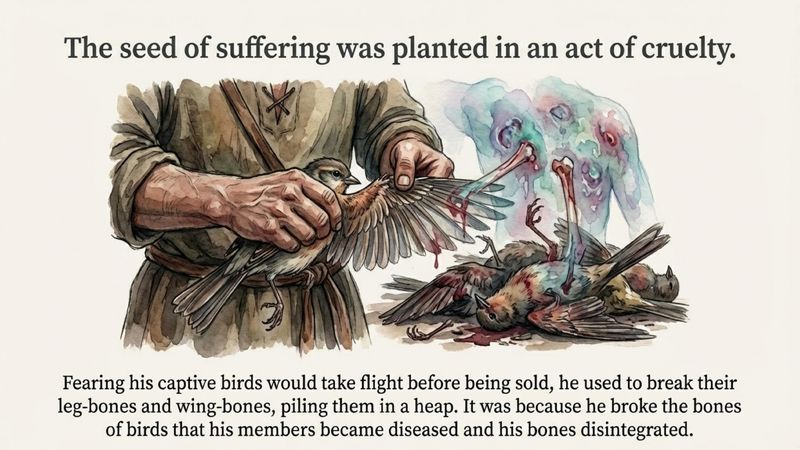 The seed of suffering was planted in an act of cruelty.
Fearing his captive birds would take flight before being sold, he used to break their
leg-bones and wing-bones, piling them in a heap. It was because he broke the bones
of birds that his members became diseased and his bones disintegrated.